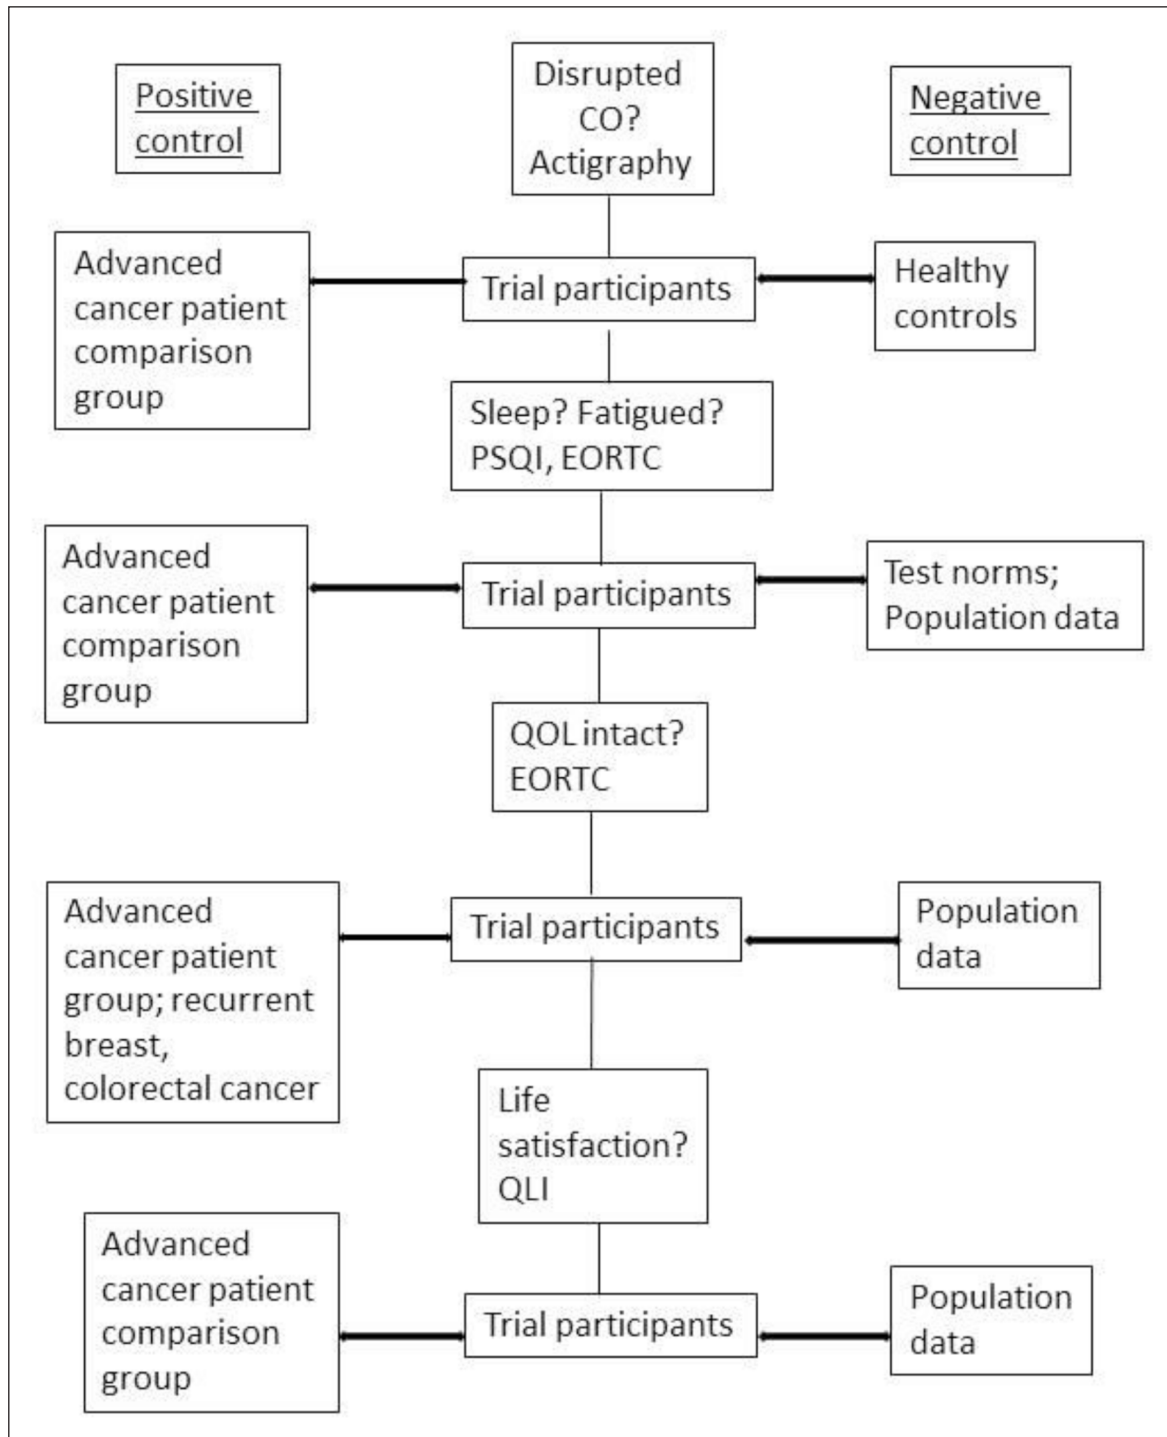 Positive
control
Disrupted
CO?
Actigraphy
Negative
control
Advanced
cancer patient
comparison
group
Trial participants
Healthy
controls
Sleep? Fatigued?
PSQI, EORTC
Advanced
cancer patient
comparison
group
Trial participants
Test norms;
Population data
QOL intact?
EORTC
Advanced
cancer patient
group; recurrent
breast,
colorectal cancer
Trial participants
Population
data
Life
satisfaction?
QLI
Advanced
cancer patient
comparison
group
Trial participants
Population
data